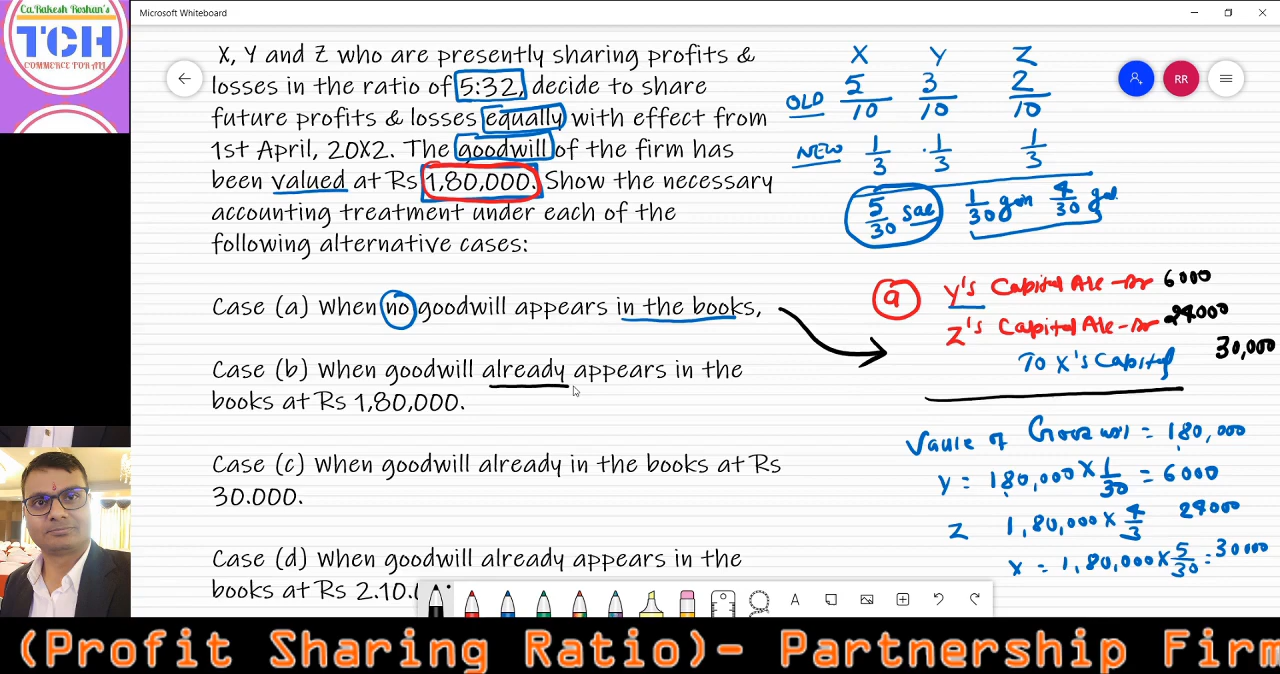 Ca.Rakesh Roshan's
TCH
COMMERCE FOR ALL
Microsoft Whiteboard
X, Y and Z who are presently sharing profits &
losses in the ratio of 5:32, decide to share
future profits & losses equally with effect from
1st April, 20X2. The goodwill of the firm has
been valued at Rs 1,80,000. Show the necessary
accounting treatment under each of the
following alternative cases:
Case (a) When no goodwill appears in the books,
Case (b) When goodwill already appears in the
books at Rs 1,80,000.
Case (c) When goodwill already in the books at Rs
30.000.
Case (d) When goodwill already appears in the
books at Rs 2.10.
X Y Z
OLD 5/10 3/10 2/10
NEW 1/3 1/3 1/3
5/30 sac 1/30 gain 4/30 gai
RR
a
Y's Capital A/c - Dr 6000
Z's Capital A/c - Dr 24000
To X's Capital 30,000
Vaule of Goodwill = 180,000
Y = 180,000 X 1/30 = 6000
Z 1,80,000 X 4/3 24000
X = 1,80,000 X 5/30 = 30000
A
(Profit Sharing Ratio)- Partnership Firm